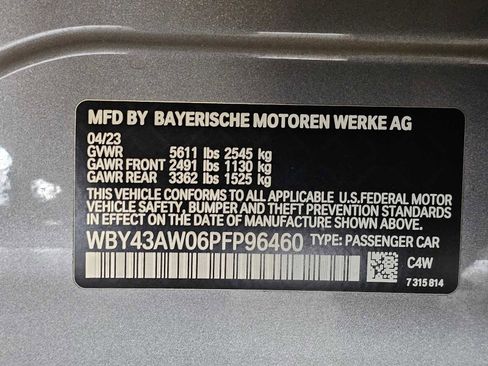 MFD BY BAYERISCHE MOTOREN WERKE AG
04/23
GVWR 5611 lbs 2545 kg
GAWR FRONT 2491 lbs 1130 kg
GAWR REAR 3362 lbs 1525 kg
THIS VEHICLE CONFORMS TO ALL APPLICABLE U.S.FEDERAL MOTOR
VEHICLE SAFETY, BUMPER, AND THEFT PREVENTION STANDARDS
IN EFFECT ON THE DATE OF MANUFACTURE SHOWN ABOVE.
WBY43AW06PFP96460 TYPE: PASSENGER CAR
C4W
7 315 814